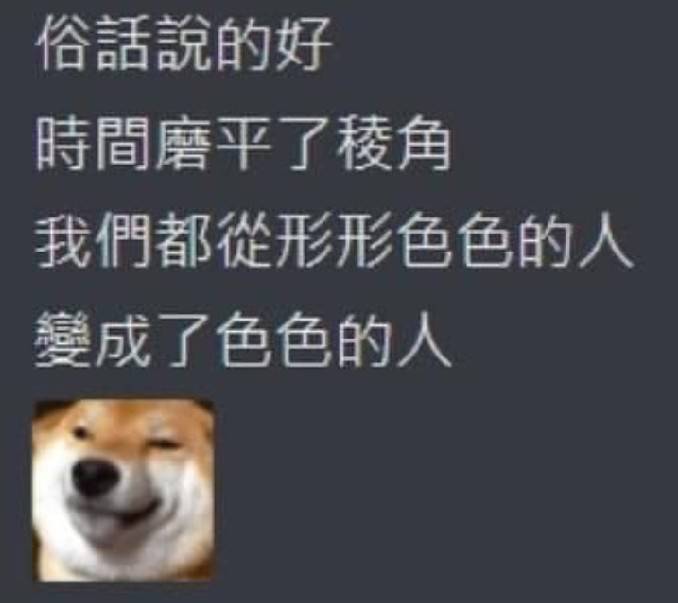 俗話說的好
時間磨平了稜角
我們都從形形色色的人
變成了色色的人